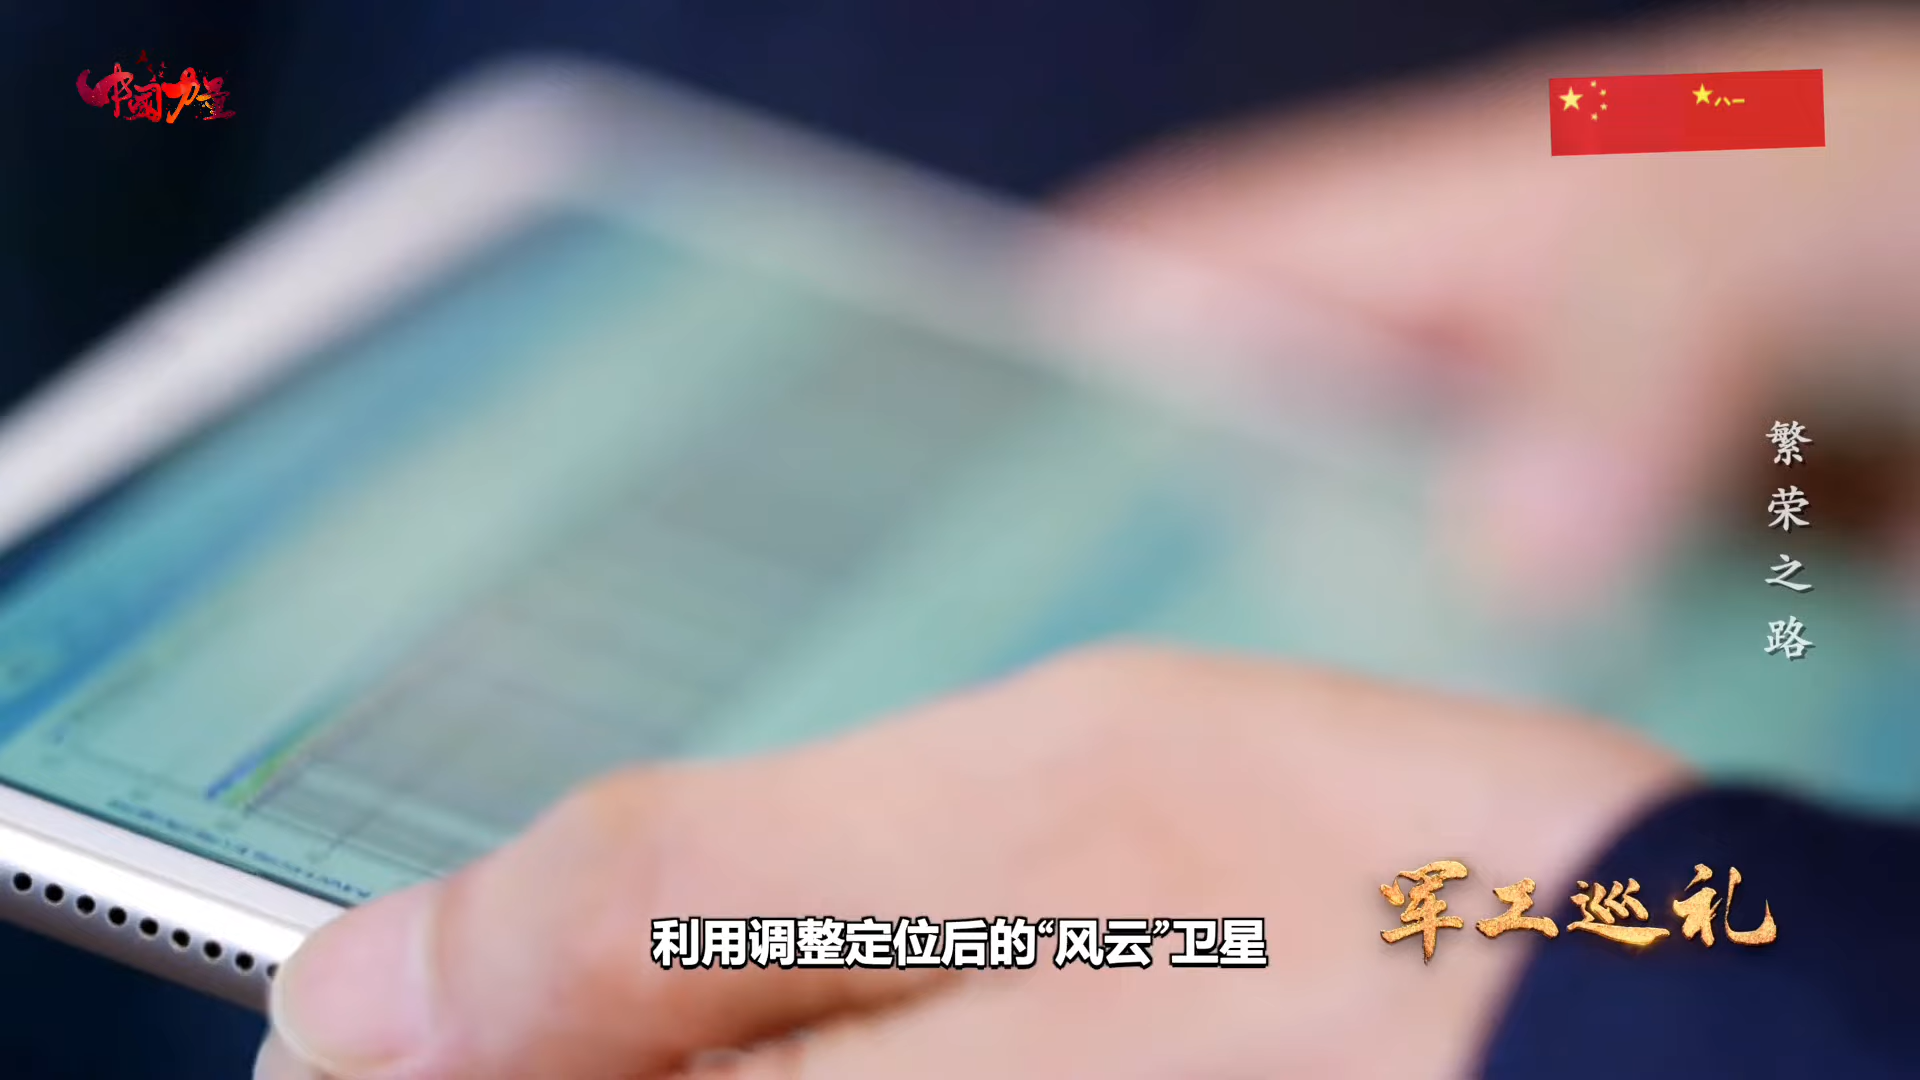 中国力量
八一
繁荣之路
军工巡礼
利用调整定位后的“风云”卫星